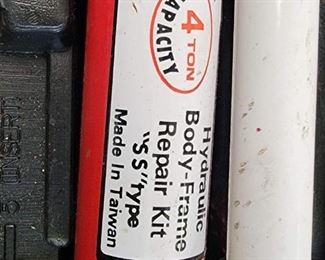 4 TON
CAPACITY
Hydraulic
Body-Frame
Repair Kit
"SS" type
Made In Taiwan